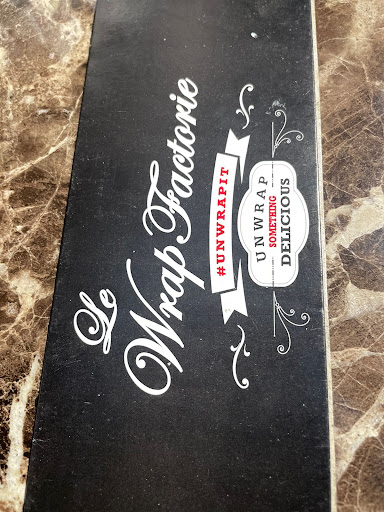 Le
Wrap Factorie
#UNWRAPIT
UNWRAP
SOMETHING
DELICIOUS